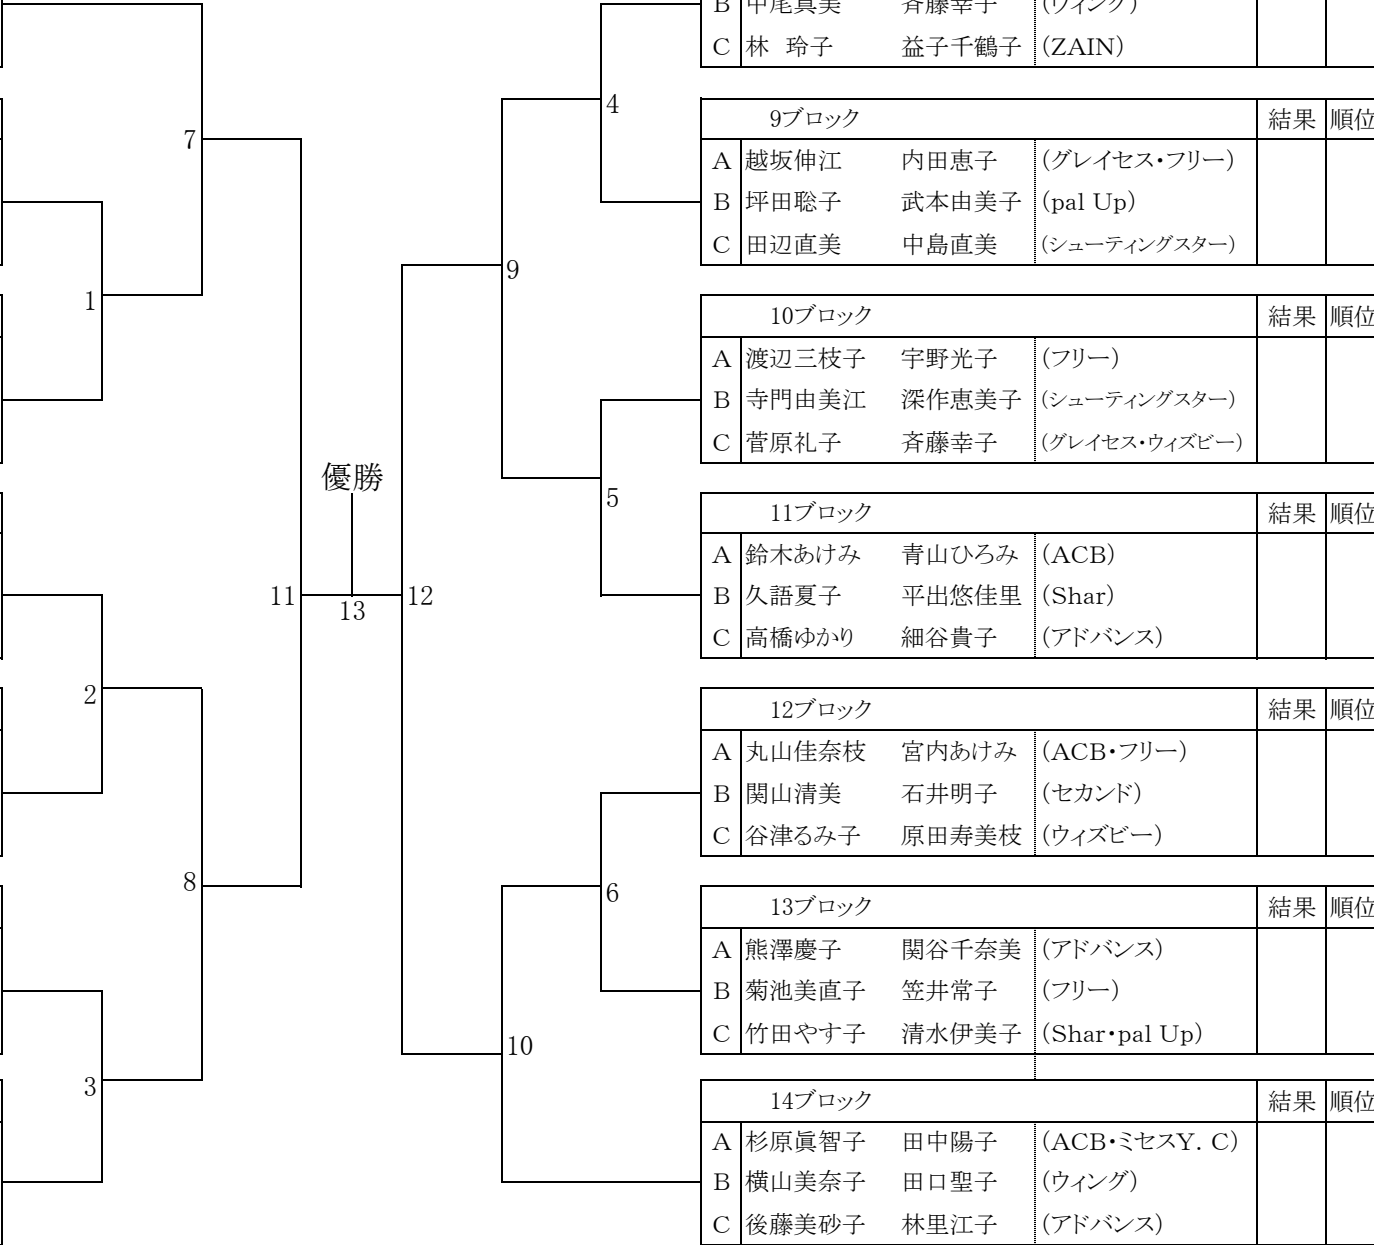 B 中尾真美 斉藤幸子 (ウィング)
C 林 玲子 益子千鶴子 (ZAIN)
4
9ブロック 結果 順位
7
A 越坂伸江 内田恵子 (グレイセス・フリー)
B 坪田聡子 武本由美子 (pal Up)
C 田辺直美 中島直美 (シューティングスター)
9
1
10ブロック 結果 順位
A 渡辺三枝子 宇野光子 (フリー)
B 寺門由美江 深作恵美子 (シューティングスター)
C 菅原礼子 斉藤幸子 (グレイセス・ウィズビー)
優勝
5
11ブロック 結果 順位
A 鈴木あけみ 青山ひろみ (ACB)
11 13 12
B 久語夏子 平出悠佳里 (Shar)
C 高橋ゆかり 細谷貴子 (アドバンス)
2
12ブロック 結果 順位
A 丸山佳奈枝 宮内あけみ (ACB・フリー)
B 関山清美 石井明子 (セカンド)
C 谷津るみ子 原田寿美枝 (ウィズビー)
8
6
13ブロック 結果 順位
A 熊澤慶子 関谷千奈美 (アドバンス)
B 菊池美直子 笠井常子 (フリー)
C 竹田やす子 清水伊美子 (Shar・pal Up)
10
3
14ブロック 結果 順位
A 杉原眞智子 田中陽子 (ACB・ミセスY．C)
B 横山美奈子 田口聖子 (ウィング)
C 後藤美砂子 林里江子 (アドバンス)